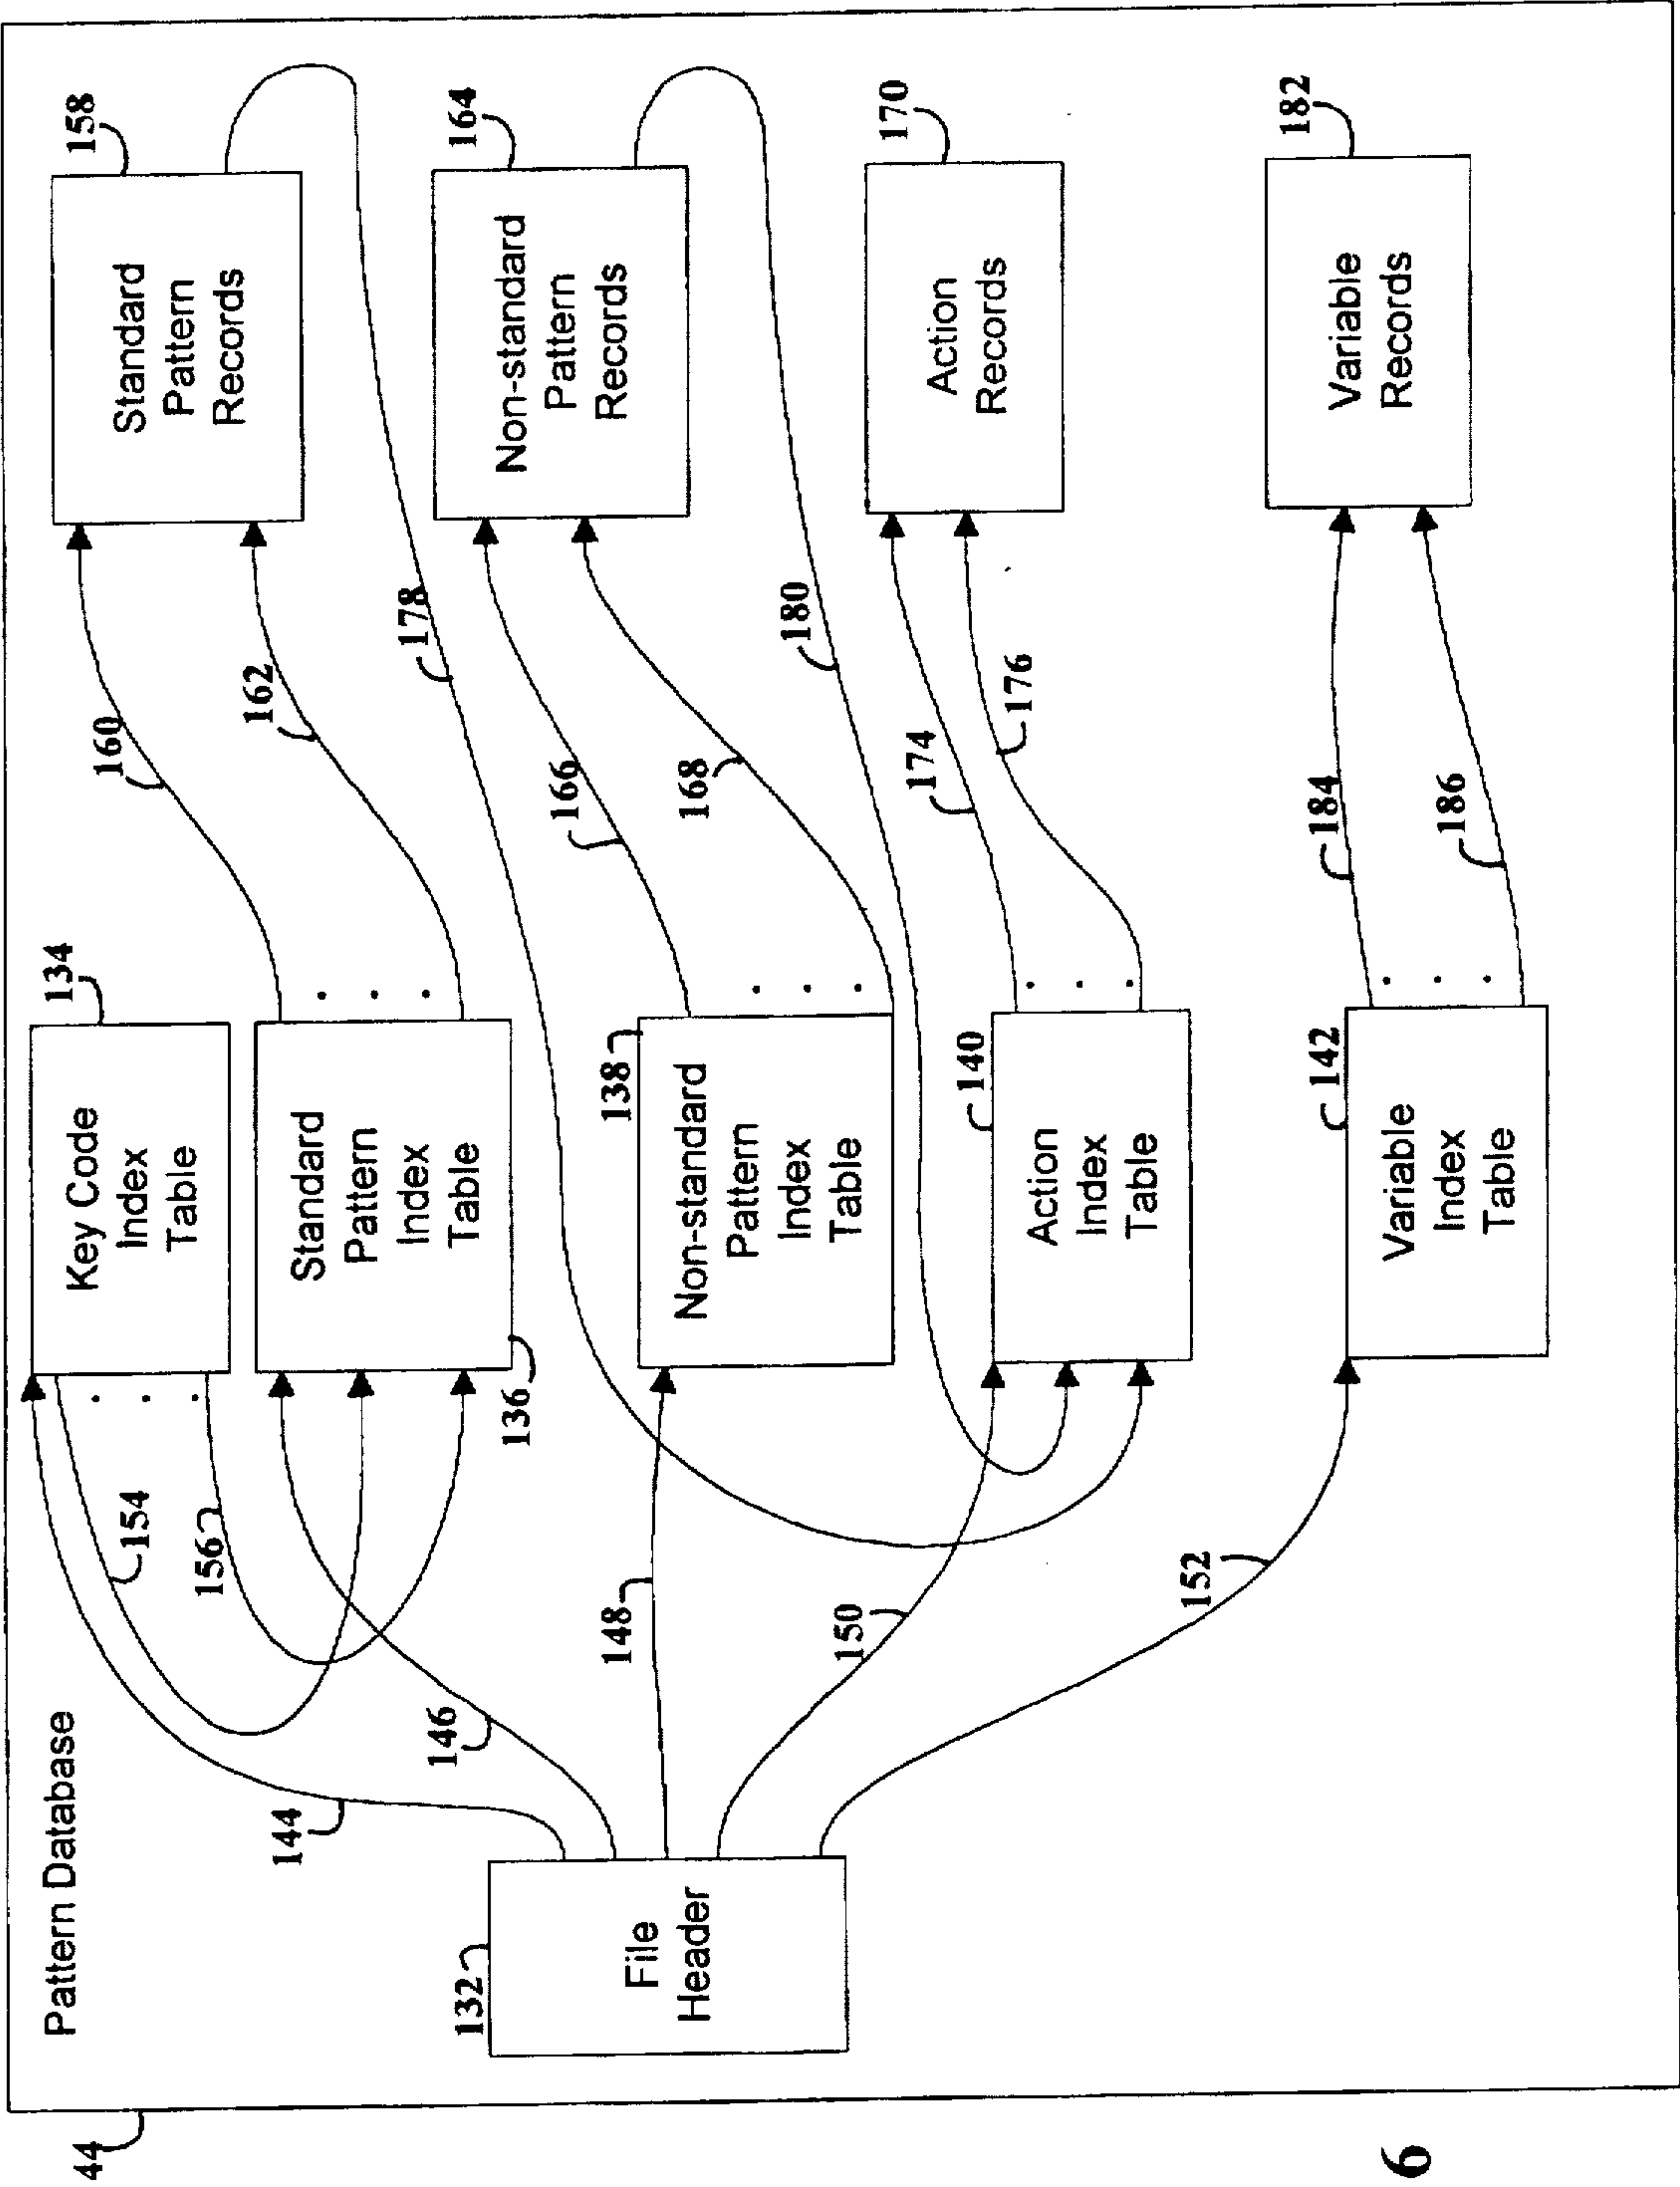 44
Pattern Database
132
File
Header
144
146
148
150
152
154
156
134
Key Code
Index
Table
136
Standard
Pattern
Index
Table
138
Non-standard
Pattern
Index
Table
140
Action
Index
Table
142
Variable
Index
Table
160
162
178
166
168
180
174
176
184
186
158
Standard
Pattern
Records
164
Non-standard
Pattern
Records
170
Action
Records
182
Variable
Records
6